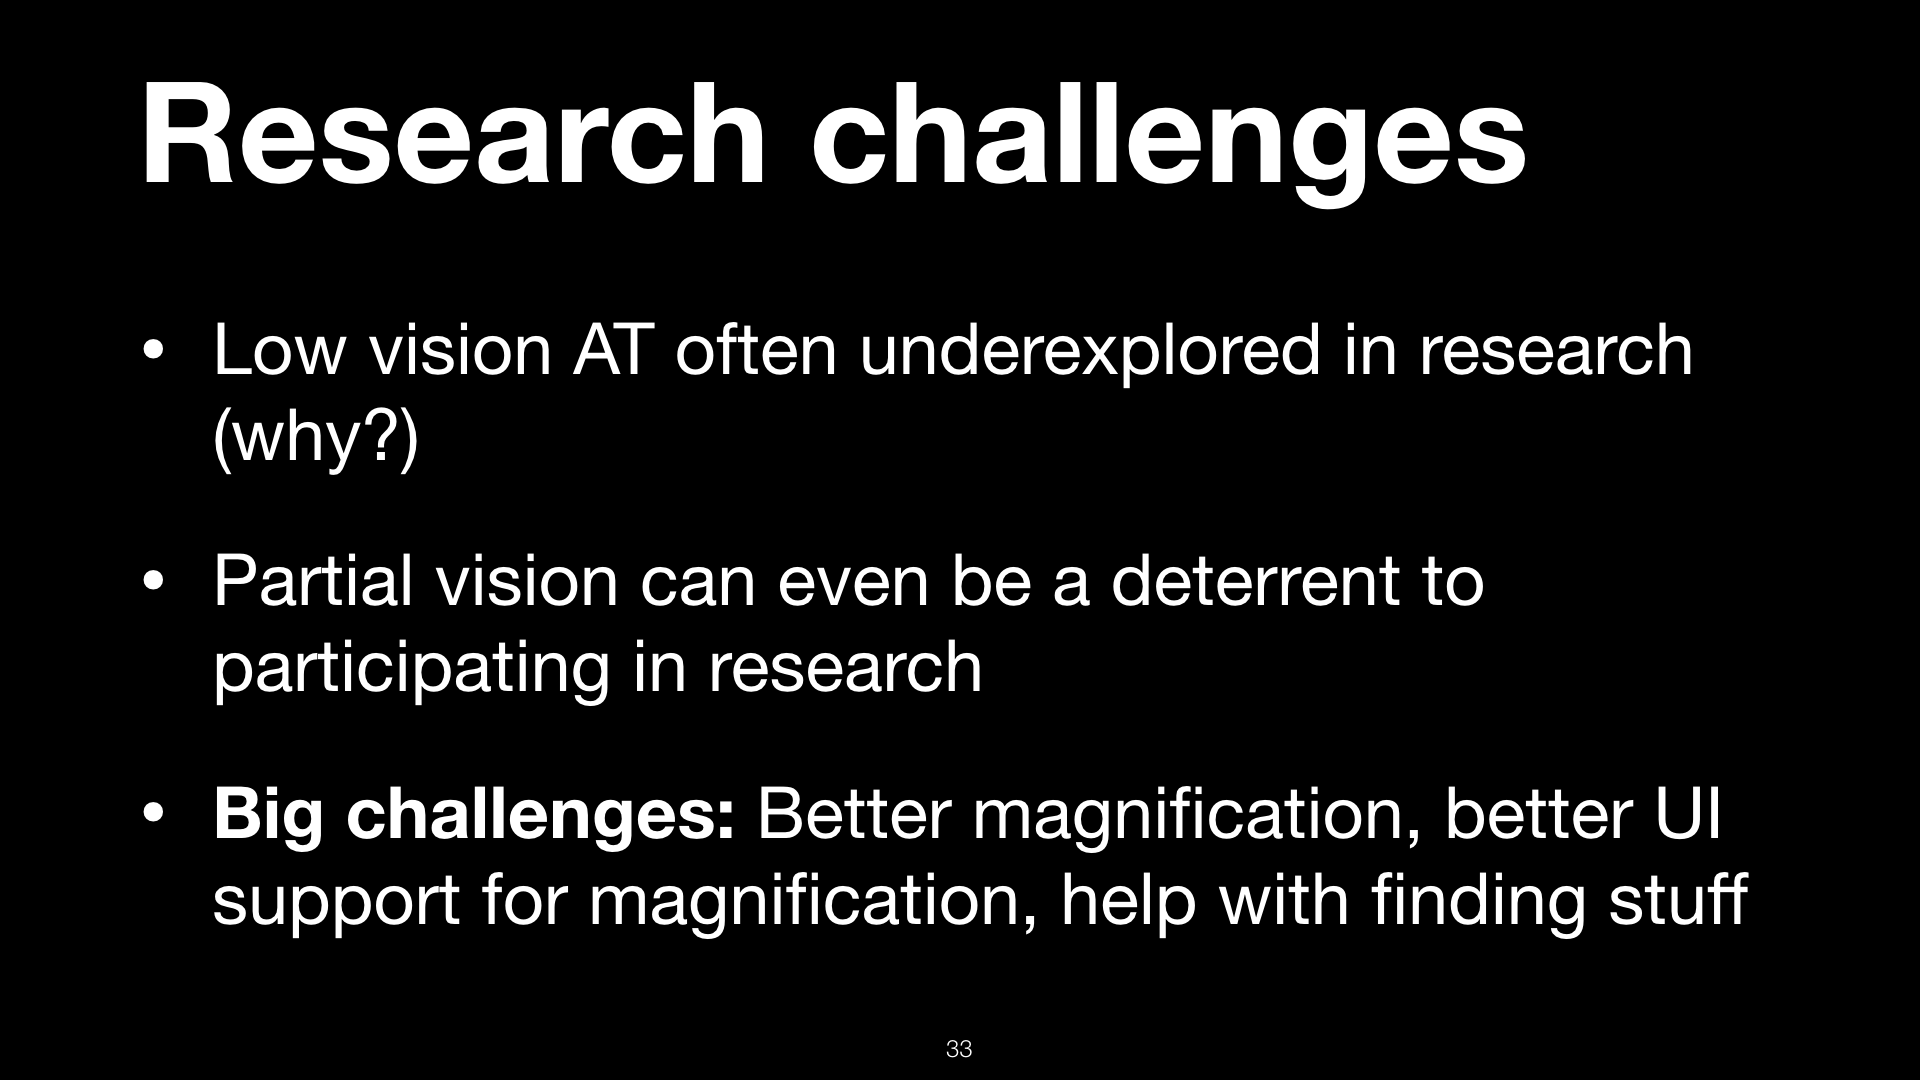 Research challenges
• Low vision AT often underexplored in research
(why?)
• Partial vision can even be a deterrent to
participating in research
• Big challenges: Better magnification, better UI
support for magnification, help with finding stuff
33